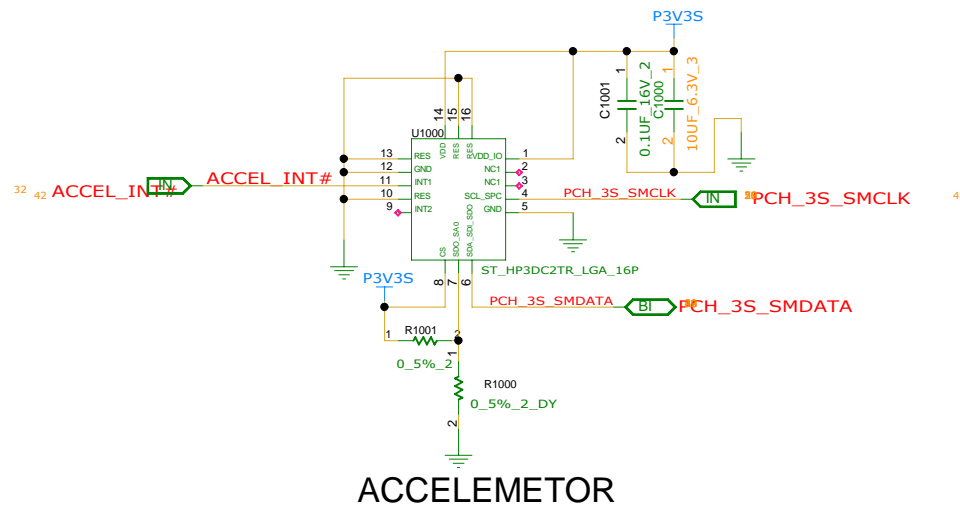 P3V3S
1
1
C1001
0.1UF_16V_2
C1000
10UF_6.3V_3
2
2
14
15
16
U1000
VDD
RES
RES
13
RES
VDD_IO
1
12
GND
NC1
2
11
INT1
NC1
3
10
RES
SCL_SPC
4
9
INT2
GND
5
32
42
ACCEL_INT#
IN
ACCEL_INT#
PCH_3S_SMCLK
IN
PCH_3S_SMCLK
4
CS
SDO_SA0
SDA_SDI_SDO
ST_HP3DC2TR_LGA_16P
P3V3S
8
7
6
PCH_3S_SMDATA
BI
PCH_3S_SMDATA
1
R1001
2
0_5%_2
1
R1000
0_5%_2_DY
2
ACCELEMETOR